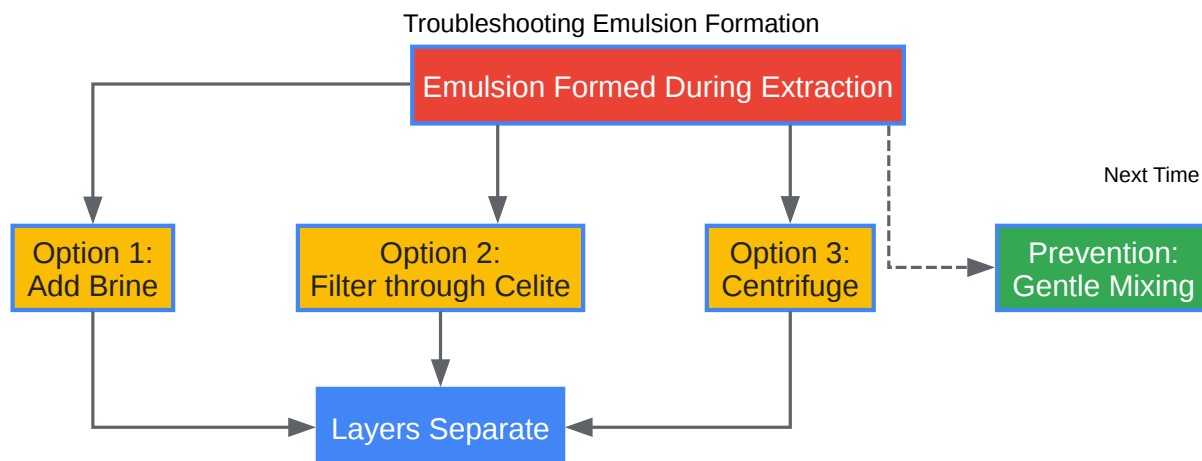 Troubleshooting Emulsion Formation
Emulsion Formed During Extraction
Next Time
Option 1:
Add Brine
Option 2:
Filter through Celite
Option 3:
Centrifuge
Prevention:
Gentle Mixing
Layers Separate